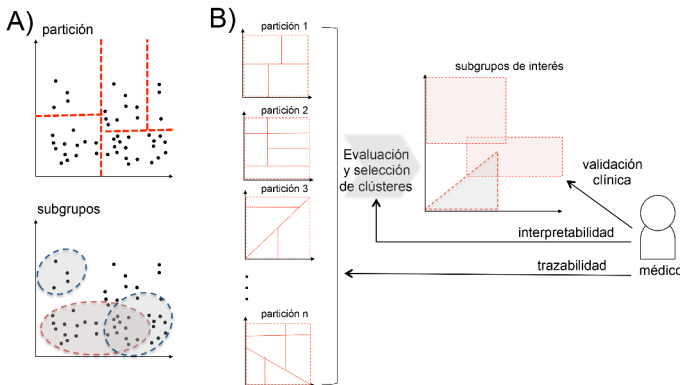 A)
partición
subgrupos
B)
partición 1
partición 2
partición 3
partición n
Evaluación
y selección
de clústeres
subgrupos de interés
validación
clínica
interpretabilidad
trazabilidad
médico